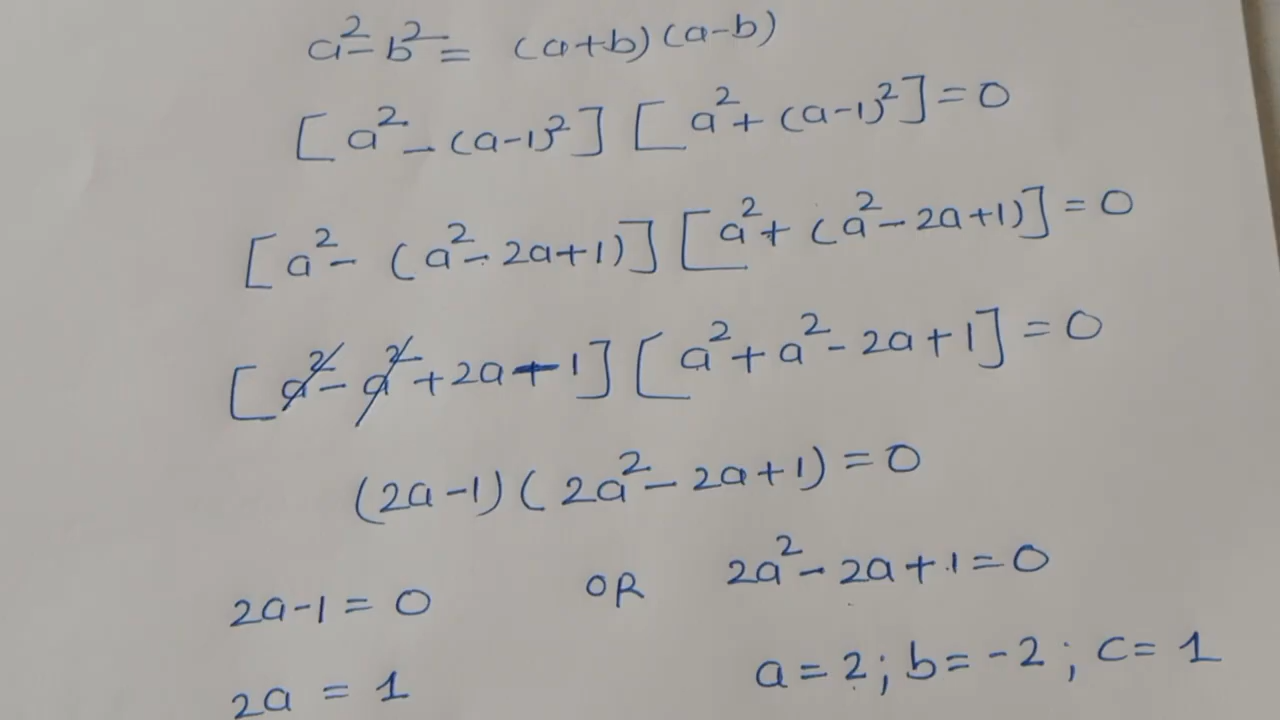 a²-b² = (a+b)(a-b)
[a²-(a-1)²][a²+(a-1)²]=0
[a²-(a²-2a+1)][a²+(a²-2a+1)]=0
[a²-a²+2a-1][a²+a²-2a+1]=0
(2a-1)(2a²-2a+1)=0
2a-1=0 OR 2a²-2a+1=0
2a = 1 a=2; b=-2; c=1